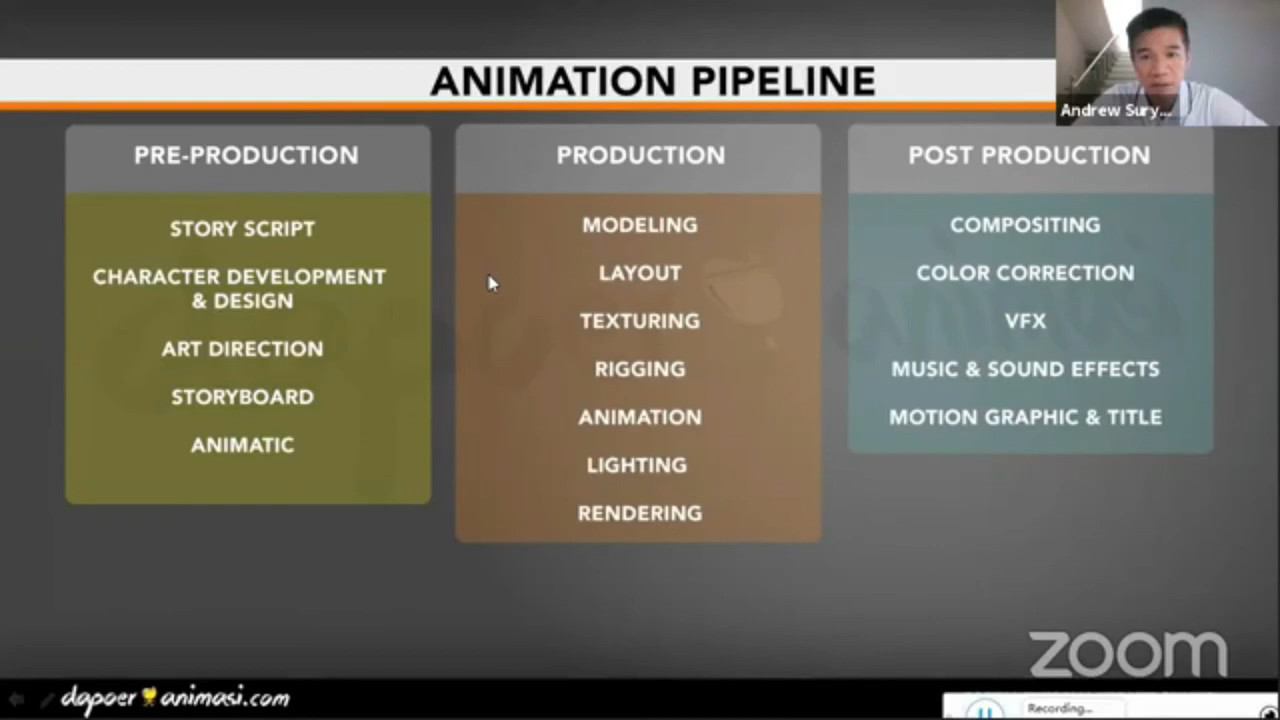 ANIMATION PIPELINE
Andrew Sury...
PRE-PRODUCTION
STORY SCRIPT
CHARACTER DEVELOPMENT
& DESIGN
ART DIRECTION
STORYBOARD
ANIMATIC
PRODUCTION
MODELING
LAYOUT
TEXTURING
RIGGING
ANIMATION
LIGHTING
RENDERING
POST PRODUCTION
COMPOSITING
COLOR CORRECTION
VFX
MUSIC & SOUND EFFECTS
MOTION GRAPHIC & TITLE
zoom
dapoer animasi.com
Recording...